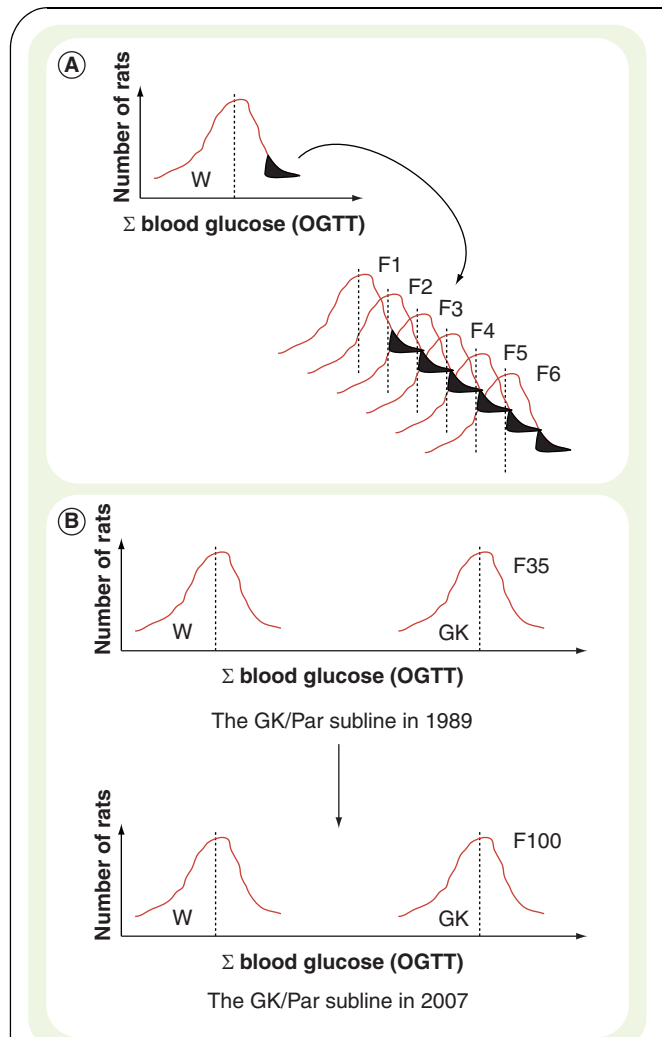 A
Number of rats
W
Σ blood glucose (OGTT)
F1
F2
F3
F4
F5
F6
B
Number of rats
W
GK
F35
Σ blood glucose (OGTT)
The GK/Par subline in 1989
Number of rats
W
GK
F100
Σ blood glucose (OGTT)
The GK/Par subline in 2007